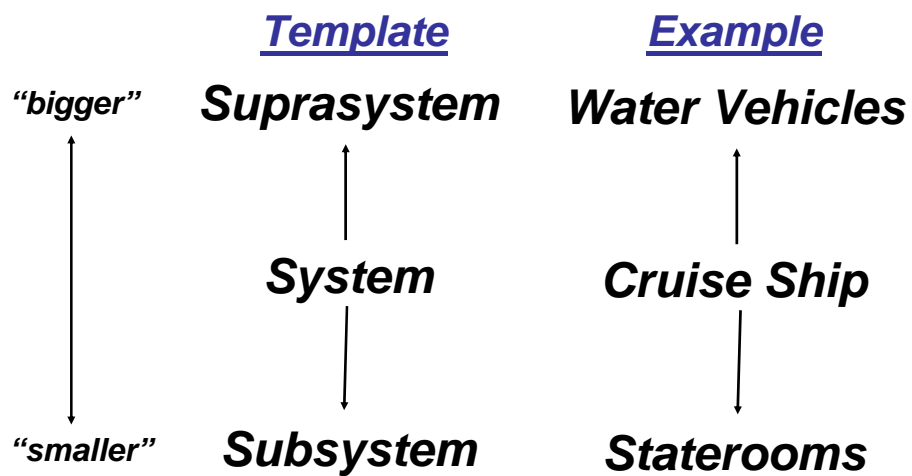 Template Example
“bigger” Suprasystem Water Vehicles
System Cruise Ship
“smaller” Subsystem Staterooms